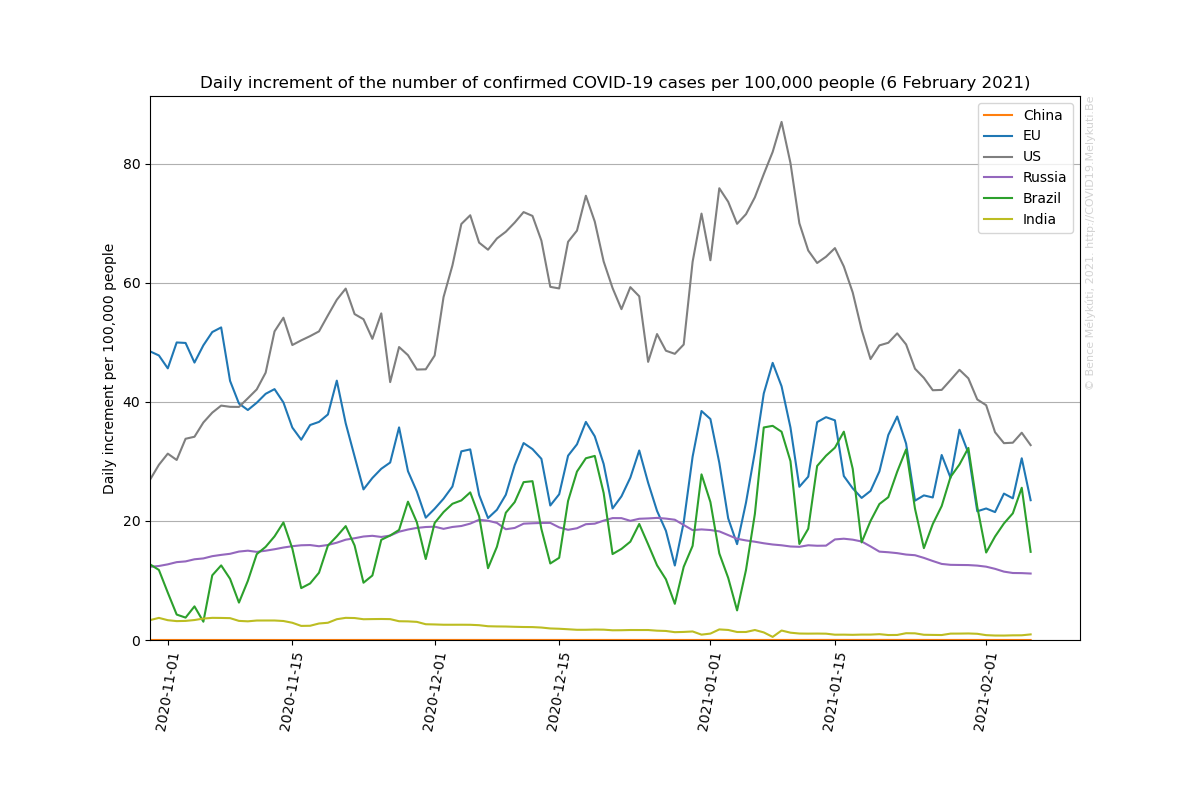 Daily increment of the number of confirmed COVID-19 cases per 100,000 people (6 February 2021)
Daily increment per 100,000 people
80
60
40
20
0
China
EU
US
Russia
Brazil
India
© Bence Mélykúti, 2021  http://COVID19.Melykuti.Be
2020-11-01
2020-11-15
2020-12-01
2020-12-15
2021-01-01
2021-01-15
2021-02-01